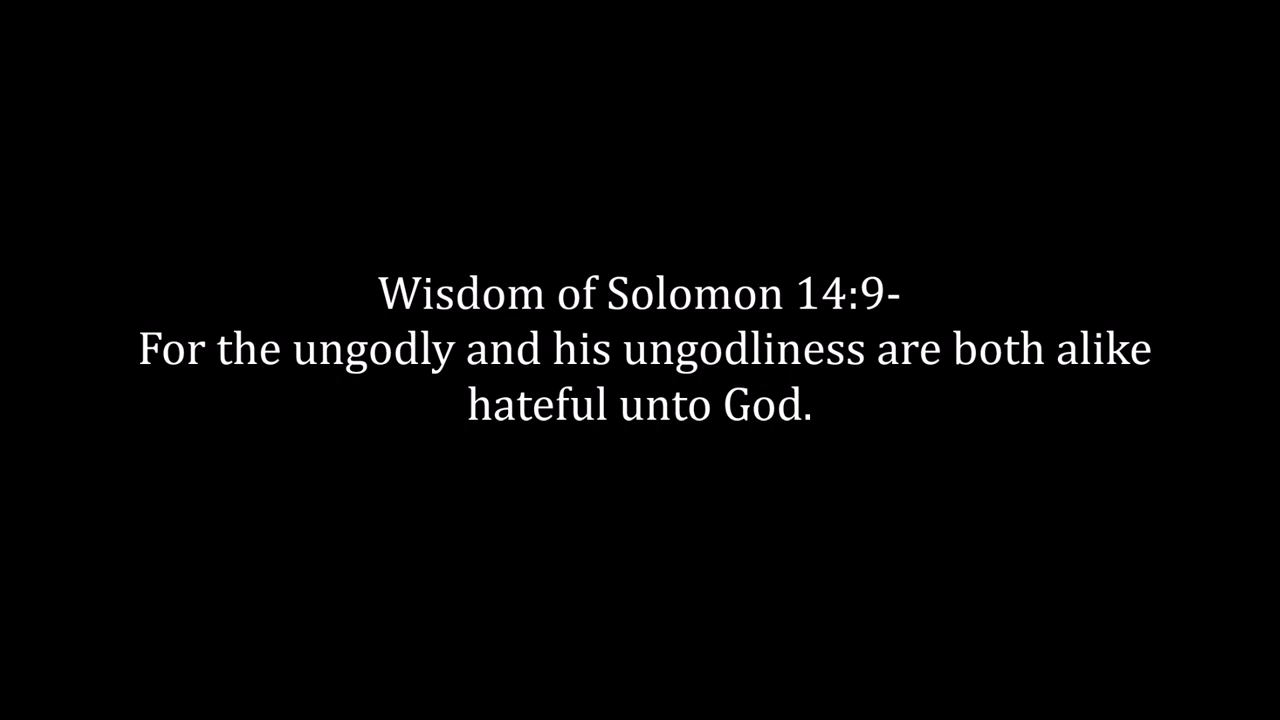 Wisdom of Solomon 14:9-
For the ungodly and his ungodliness are both alike
hateful unto God.